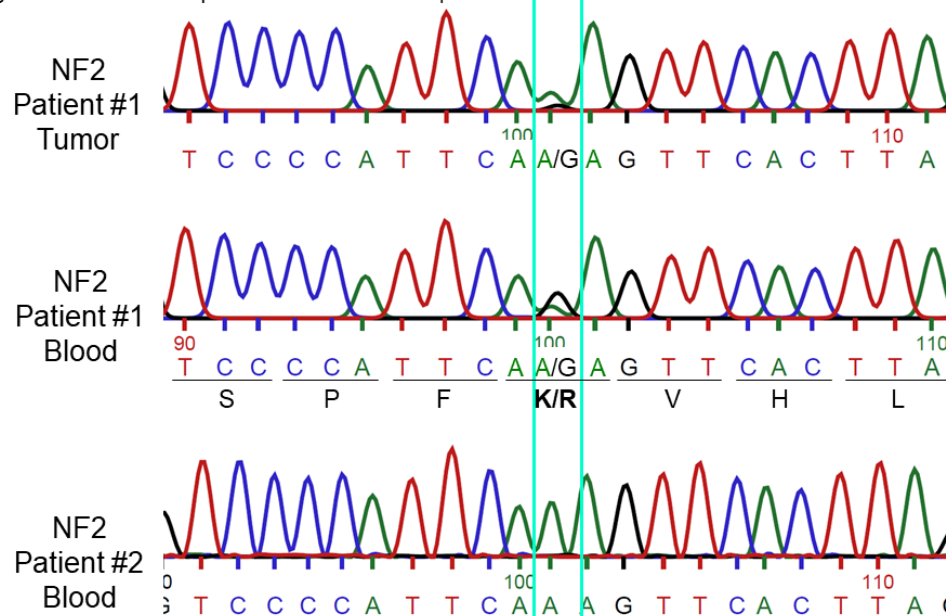 NF2
Patient #1
Tumor
100 110
T C C C C A T T C A A/G A G T T C A C T T A
NF2
Patient #1
Blood
90 100 110
T C C C C A T T C A A/G A G T T C A C T T A
S P F K/R V H L
NF2
Patient #2
Blood
0 100 110
G T C C C C A T T C A A A G T T C A C T T A